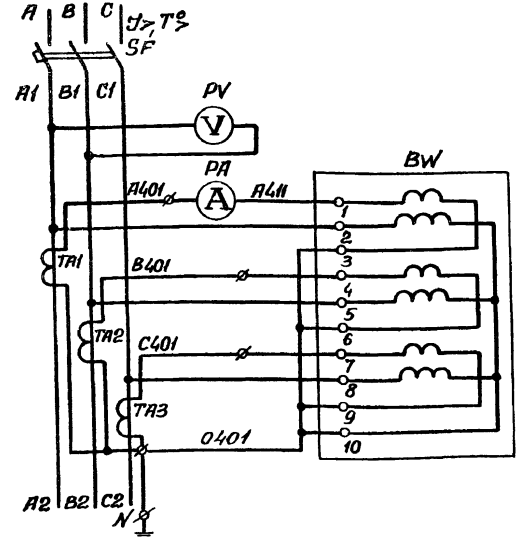 A B C
I> T°
SF
A1 B1 C1
PV
V
BW
PA
A401 A411
A
1
2
TA1
3
B401
4
TA2
5
C401
6
7
TA3
8
9
O401
10
A2 B2 C2
N